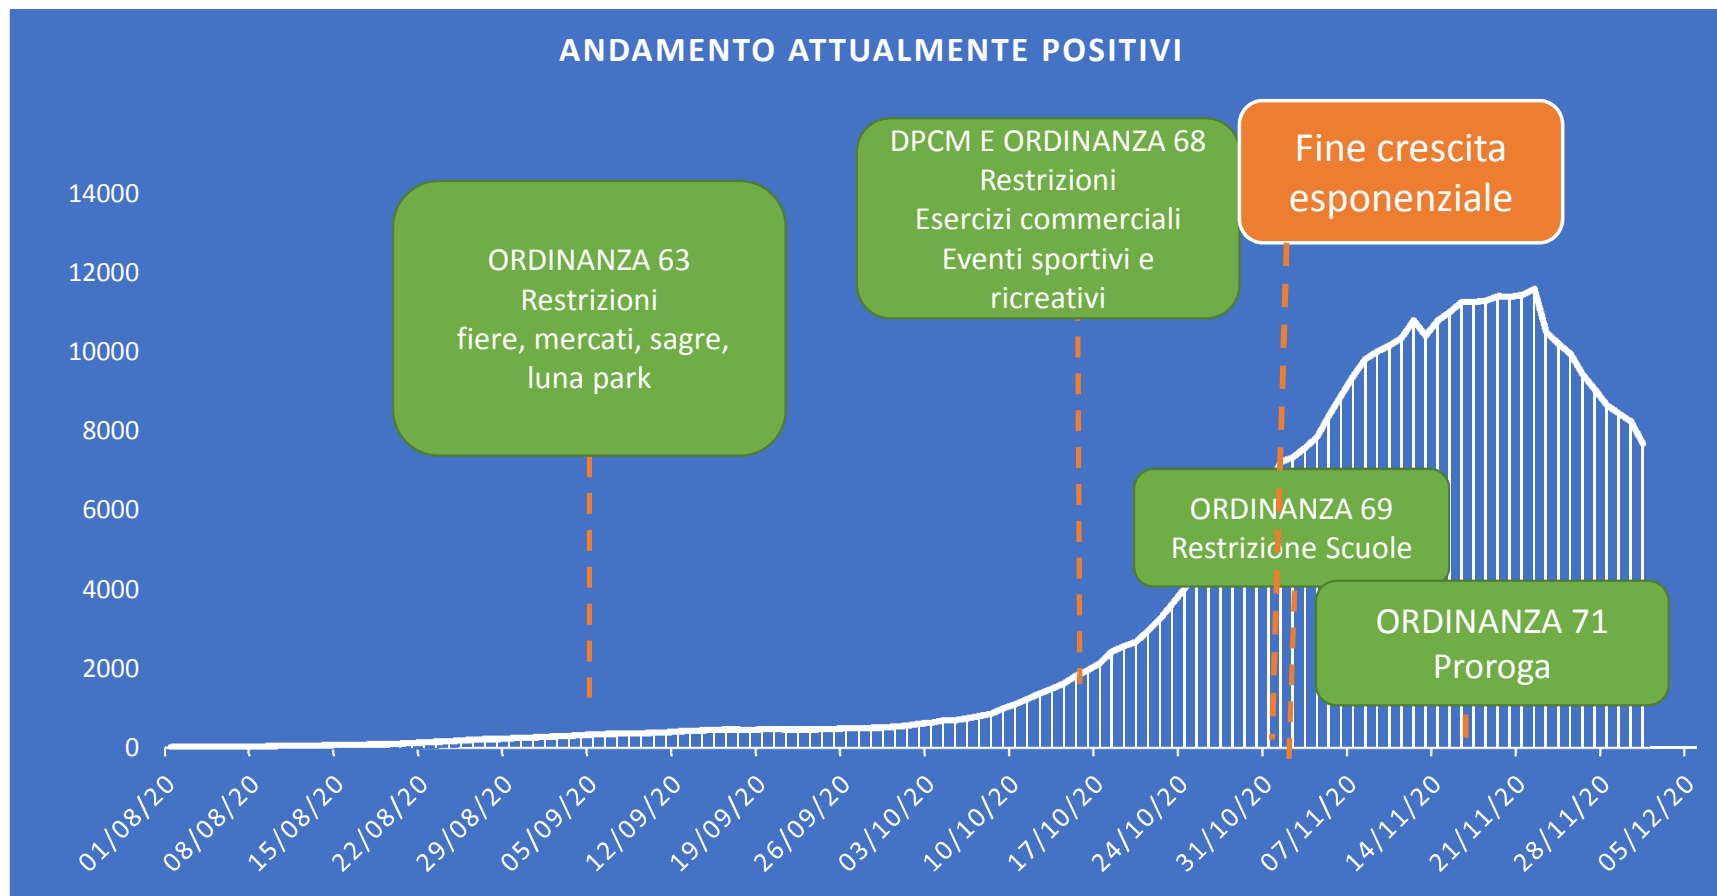 ANDAMENTO ATTUALMENTE POSITIVI
ORDINANZA 63
Restrizioni
fiere, mercati, sagre,
luna park
DPCM E ORDINANZA 68
Restrizioni
Esercizi commerciali
Eventi sportivi e
ricreativi
Fine crescita
esponenziale
ORDINANZA 69
Restrizione Scuole
ORDINANZA 71
Proroga
14000
12000
10000
8000
6000
4000
2000
0
01/08/20
08/08/20
15/08/20
22/08/20
29/08/20
05/09/20
12/09/20
19/09/20
26/09/20
03/10/20
10/10/20
17/10/20
24/10/20
31/10/20
07/11/20
14/11/20
21/11/20
28/11/20
05/12/20